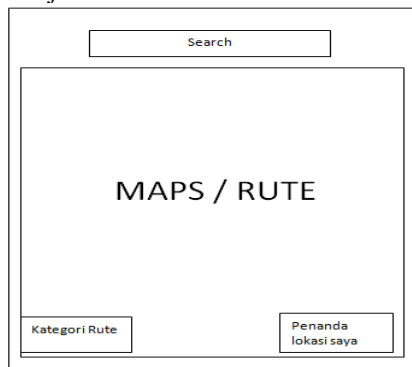 Search
MAPS / RUTE
Kategori Rute
Penanda
lokasi saya